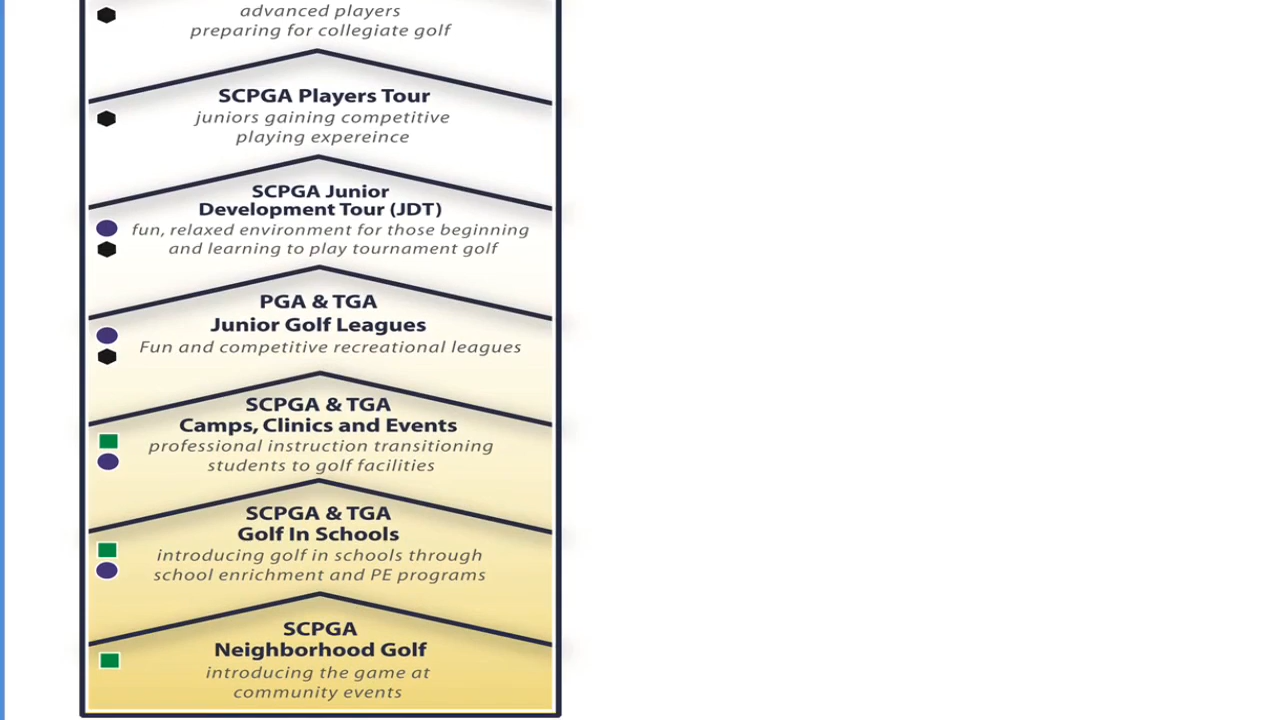 advanced players
preparing for collegiate golf
SCPGA Players Tour
juniors gaining competitive
playing expereince
SCPGA Junior
Development Tour (JDT)
fun, relaxed environment for those beginning
and learning to play tournament golf
PGA & TGA
Junior Golf Leagues
Fun and competitive recreational leagues
SCPGA & TGA
Camps, Clinics and Events
professional instruction transitioning
students to golf facilities
SCPGA & TGA
Golf In Schools
introducing golf in schools through
school enrichment and PE programs
SCPGA
Neighborhood Golf
introducing the game at
community events